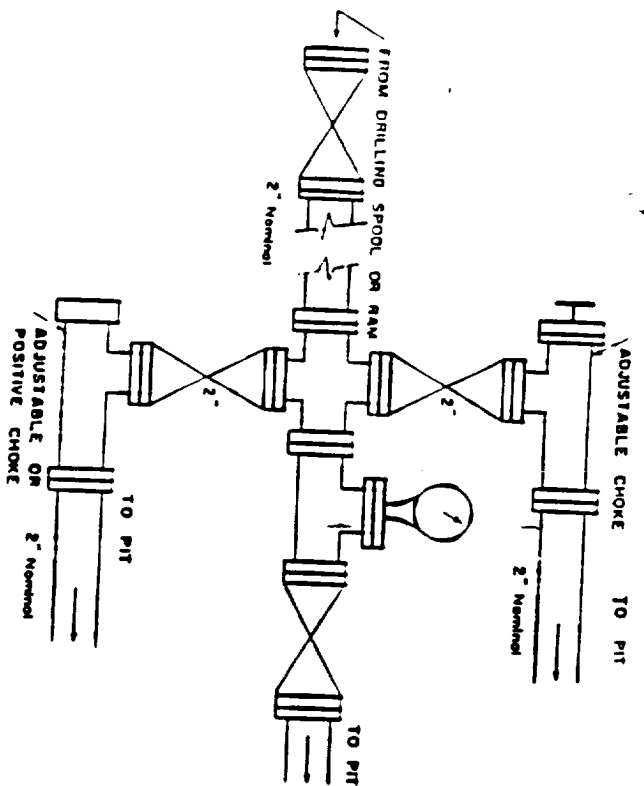 FROM DRILLING SPOOL OR RAM
2" Nominal
ADJUSTABLE CHOKE
TO PIT
2" Nominal
2"
2"
ADJUSTABLE OR
POSITIVE CHOKE
TO PIT
2" Nominal
TO PIT